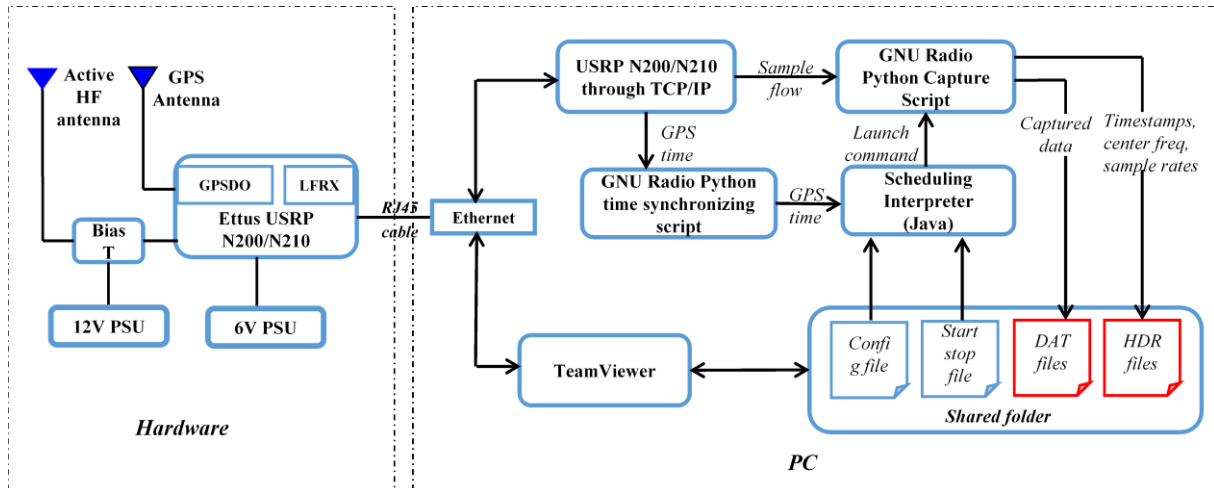 Active
HF
antenna
GPS
Antenna
GPSDO
LFRX
Ettus USRP
N200/N210
Bias
T
12V PSU
6V PSU
Hardware
RJ45
cable
Ethernet
USRP N200/N210
through TCP/IP
Sample
flow
GNU Radio
Python Capture
Script
GPS
time
Launch
command
Captured
data
Timestamps,
center freq,
sample rates
GNU Radio Python
time synchronizing
script
GPS
time
Scheduling
Interpreter
(Java)
TeamViewer
Confi
g file
Start
stop
file
DAT
files
HDR
files
Shared folder
PC